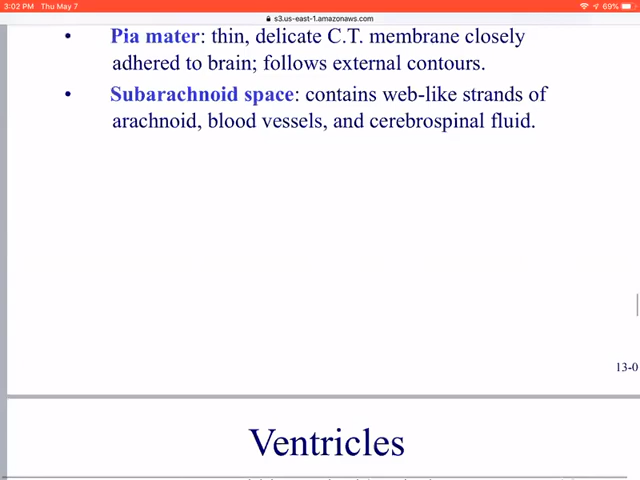 3:02 PM Thu May 7
69%
s3.us-east-1.amazonaws.com
• Pia mater: thin, delicate C.T. membrane closely
adhered to brain; follows external contours.
• Subarachnoid space: contains web-like strands of
arachnoid, blood vessels, and cerebrospinal fluid.
13-0
Ventricles